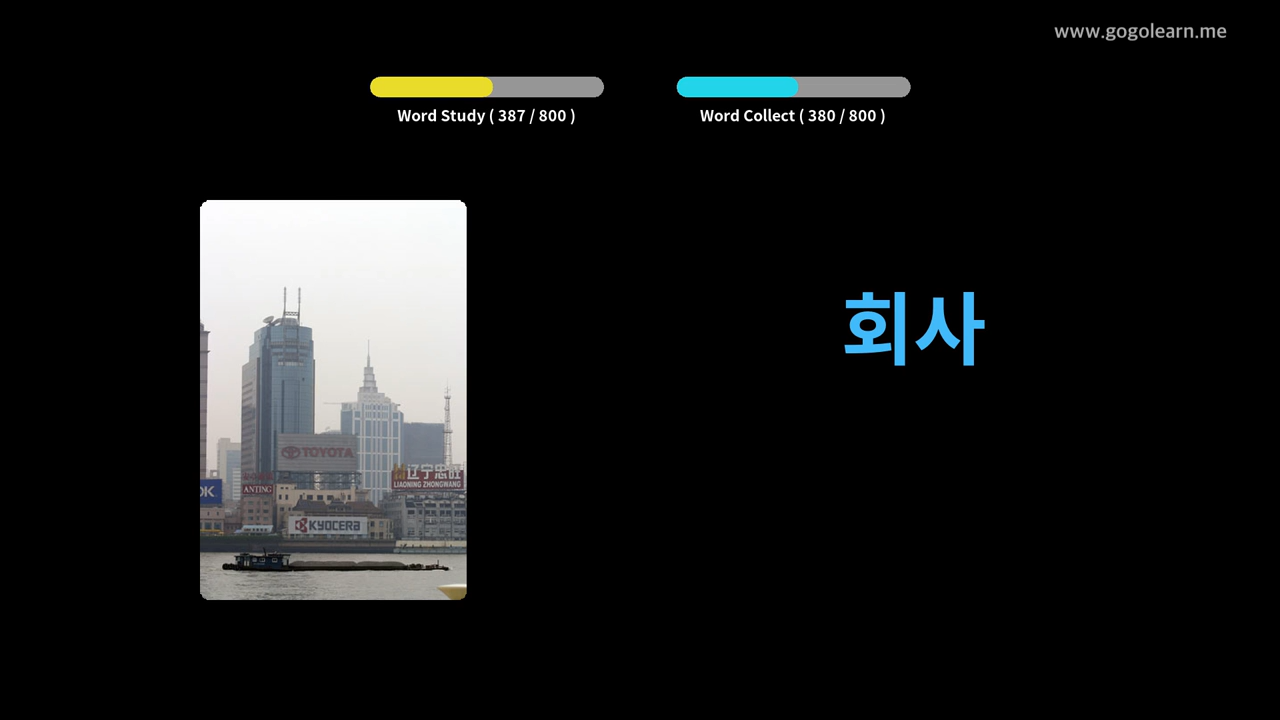 www.gogolearn.me
Word Study ( 387 / 800 )
Word Collect ( 380 / 800 )
회사
TOYOTA
辽宁忠旺
LIAONING ZHONGWANG
OK
ANTING
KYOCERA